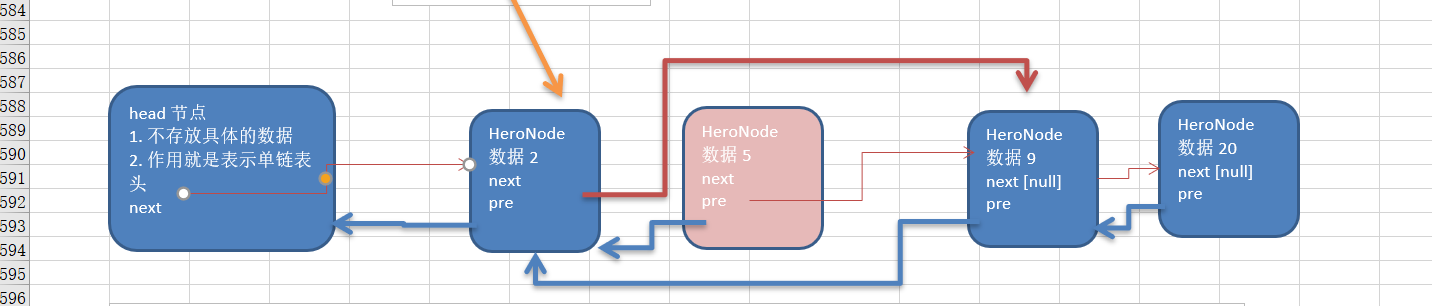 584
585
586
587
588
589
590
591
592
593
594
595
596
head 节点
1. 不存放具体的数据
2. 作用就是表示单链表
头
next
HeroNode
数据 2
next
pre
HeroNode
数据 5
next
pre
HeroNode
数据 9
next [null]
pre
HeroNode
数据 20
next [null]
pre